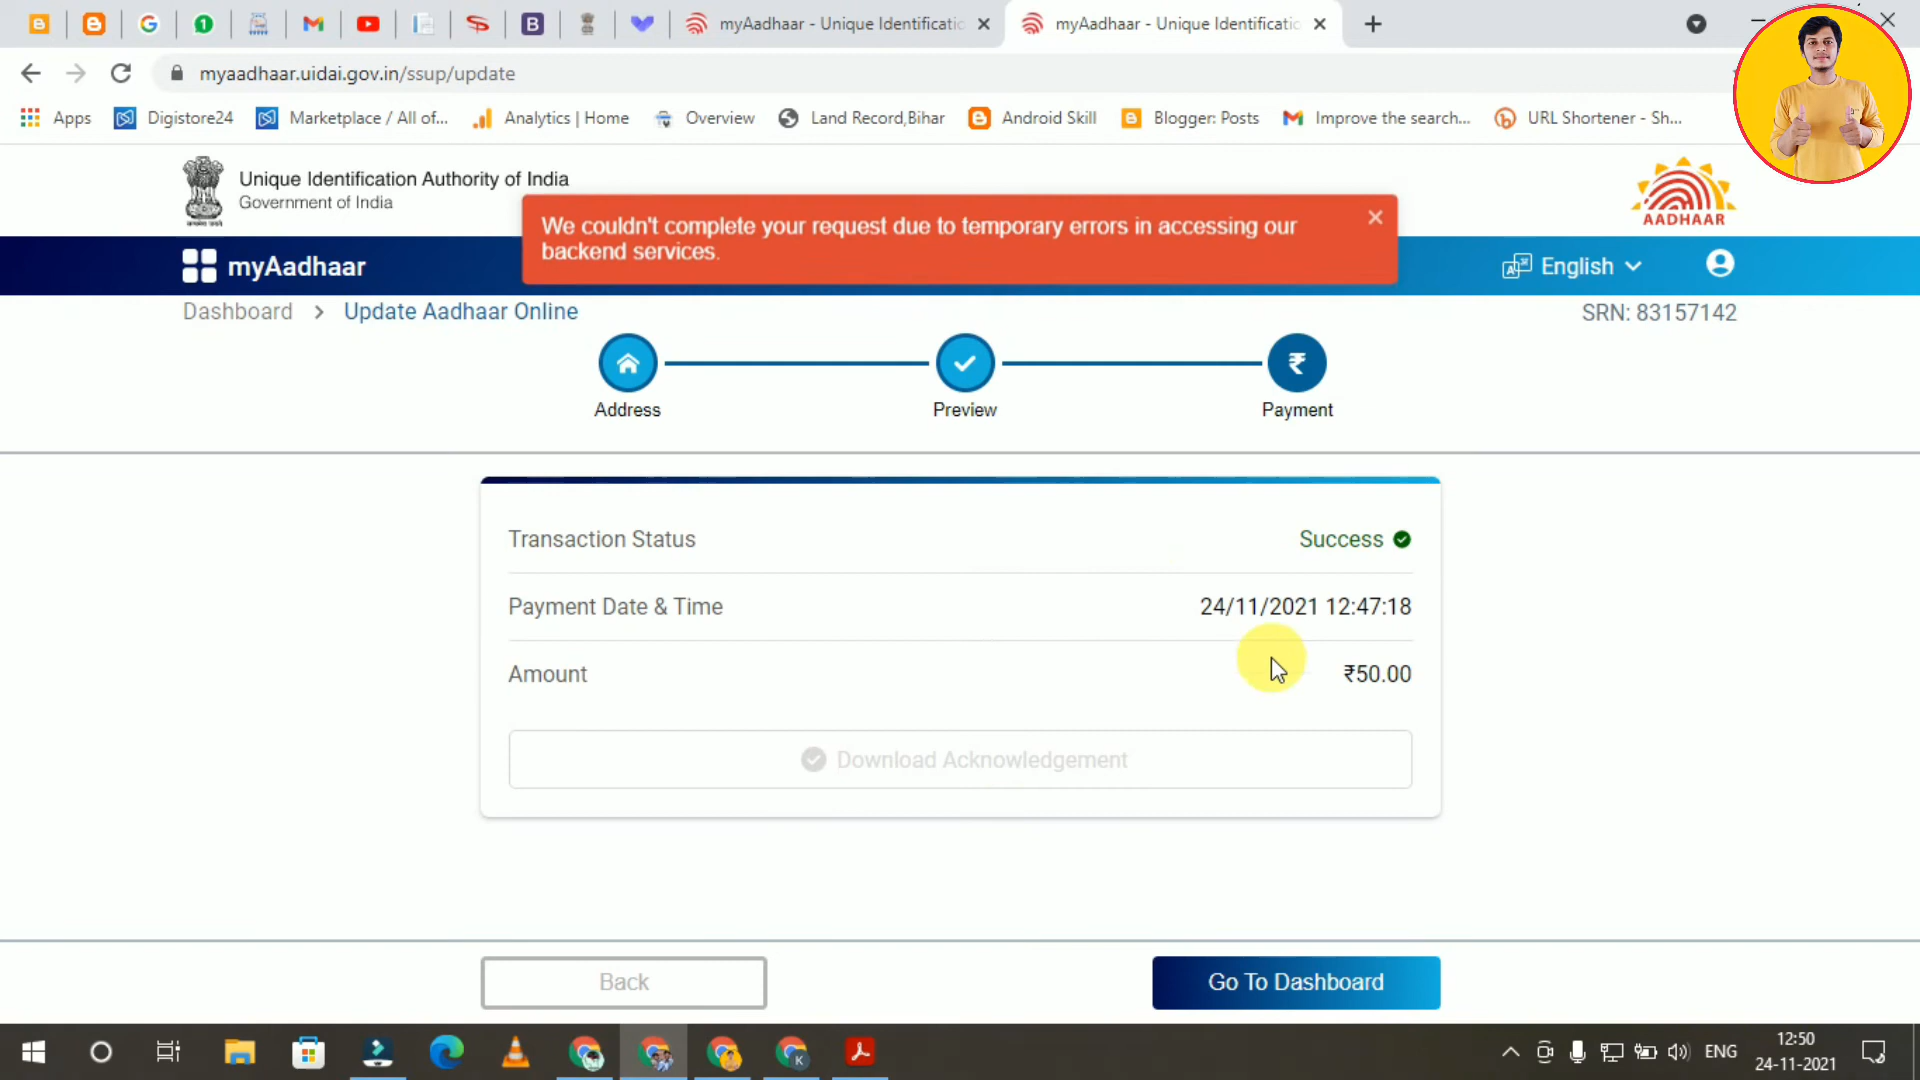 1
myAadhaar - Unique Identificatio
myAadhaar - Unique Identificatio
myaadhaar.uidai.gov.in/ssup/update
Apps
Digistore24
Marketplace / All of...
Analytics | Home
Overview
Land Record,Bihar
Android Skill
Blogger: Posts
Improve the search...
URL Shortener - Sh...
Unique Identification Authority of India
Government of India
We couldn't complete your request due to temporary errors in accessing our
backend services.
AADHAAR
myAadhaar
English
Dashboard > Update Aadhaar Online
SRN: 83157142
Address
Preview
Payment
Transaction Status
Success
Payment Date & Time
24/11/2021 12:47:18
Amount
₹50.00
Download Acknowledgement
Back
Go To Dashboard
K
ENG
12:50
24-11-2021